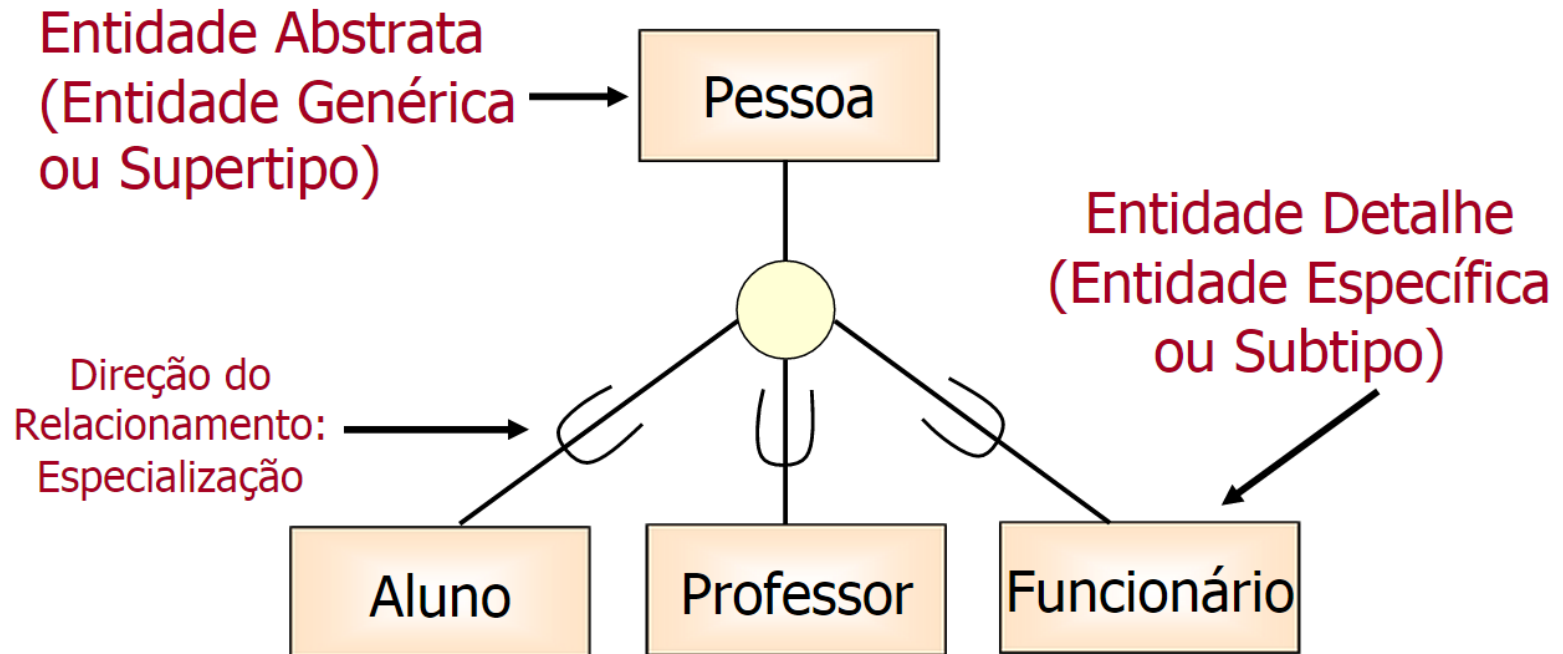 Entidade Abstrata
(Entidade Genérica
ou Supertipo)
Pessoa
Entidade Detalhe
(Entidade Específica
ou Subtipo)
Direção do
Relacionamento:
Especialização
Aluno
Professor
Funcionário